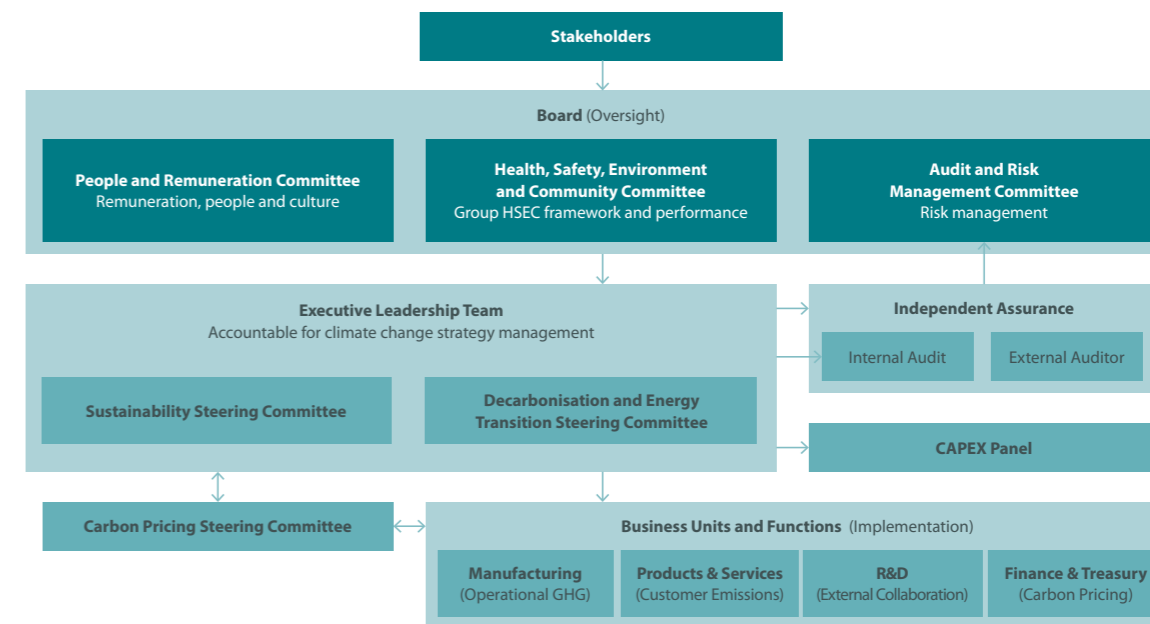 Stakeholders
Board (Oversight)
People and Remuneration Committee
Remuneration, people and culture
Health, Safety, Environment
and Community Committee
Group HSEC framework and performance
Audit and Risk
Management Committee
Risk management
Executive Leadership Team
Accountable for climate change strategy management
Sustainability Steering Committee
Decarbonisation and Energy
Transition Steering Committee
Independent Assurance
Internal Audit
External Auditor
CAPEX Panel
Carbon Pricing Steering Committee
Business Units and Functions (Implementation)
Manufacturing
(Operational GHG)
Products & Services
(Customer Emissions)
R&D
(External Collaboration)
Finance & Treasury
(Carbon Pricing)